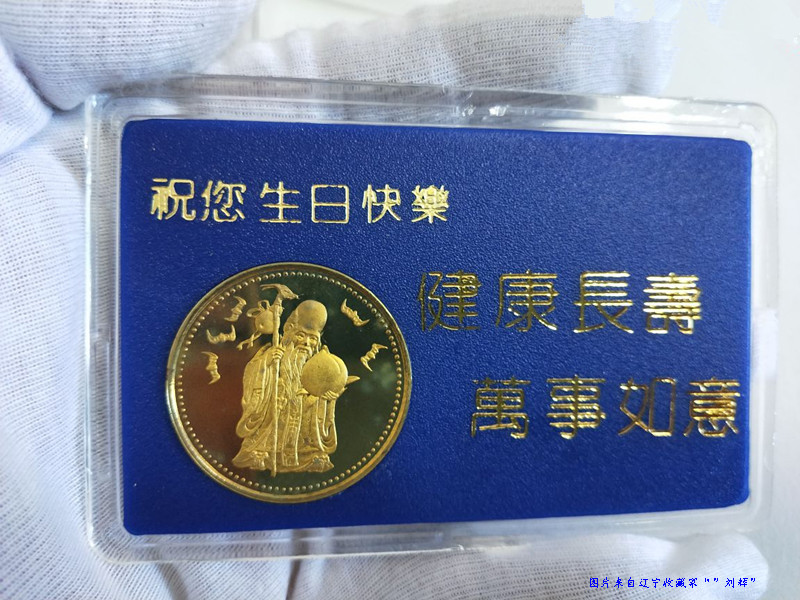 祝您生日快樂
健康長壽
萬事如意
图片来自辽宁收藏家“”刘辉”